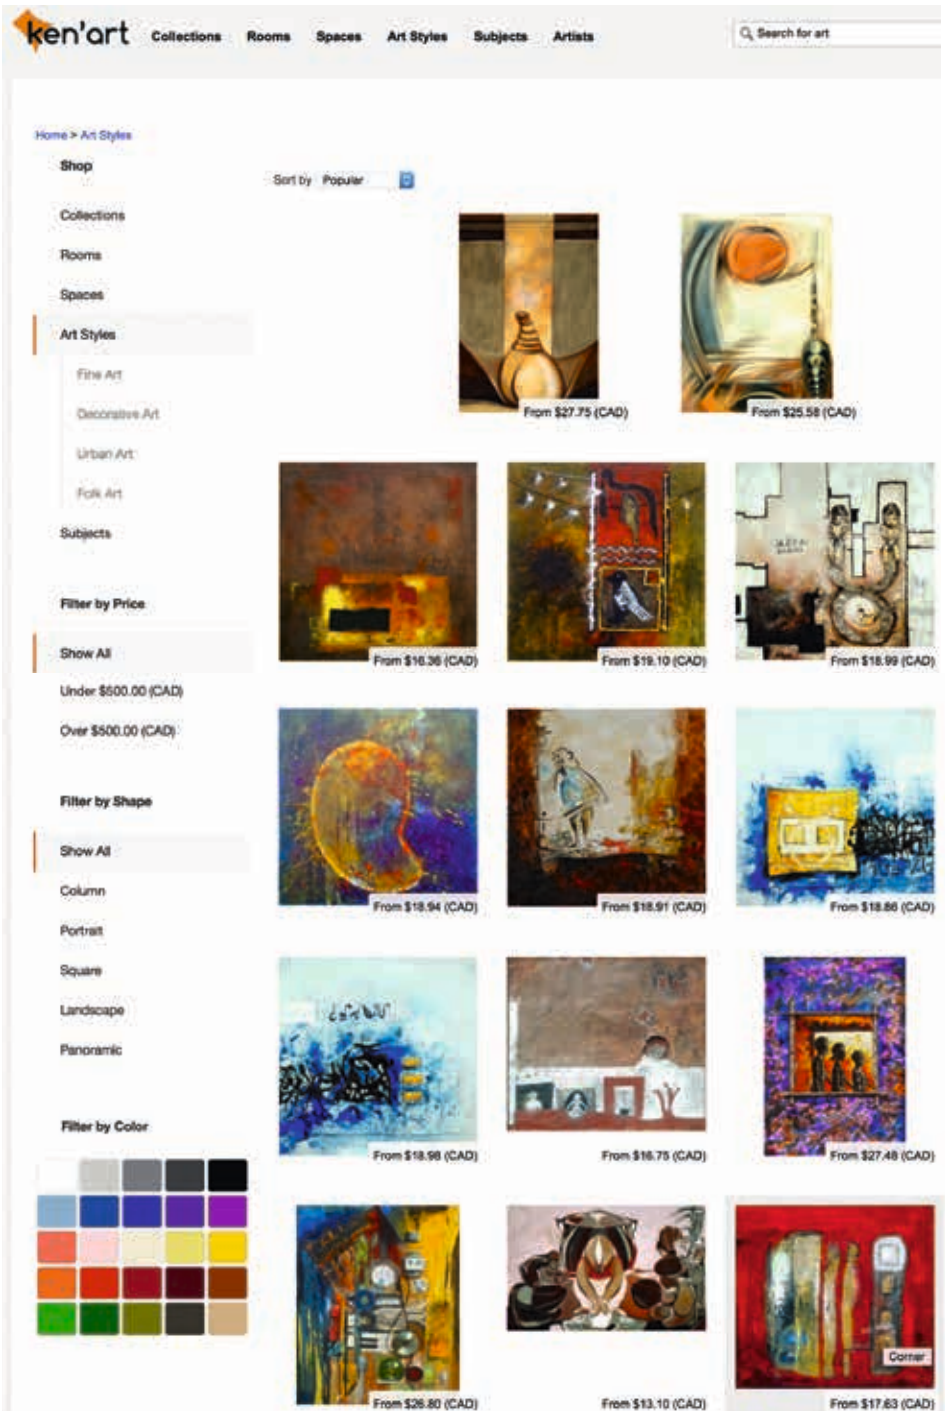 ken'art
Collections Rooms Spaces Art Styles Subjects Artists
Search for art
Home > Art Styles
Shop
Sort by Popular
Collections
Rooms
Spaces
Art Styles
Fine Art
Decorative Art
Urban Art
Folk Art
Subjects
From $27.75 (CAD)
From $25.58 (CAD)
From $16.36 (CAD)
From $19.10 (CAD)
From $18.99 (CAD)
Filter by Price
Show All
Under $500.00 (CAD)
Over $500.00 (CAD)
Filter by Shape
Show All
Column
Portrait
Square
Landscape
Panoramic
From $18.94 (CAD)
From $18.91 (CAD)
From $18.86 (CAD)
From $18.98 (CAD)
From $16.75 (CAD)
From $27.48 (CAD)
Filter by Color
Corner
From $26.80 (CAD)
From $13.10 (CAD)
From $17.63 (CAD)